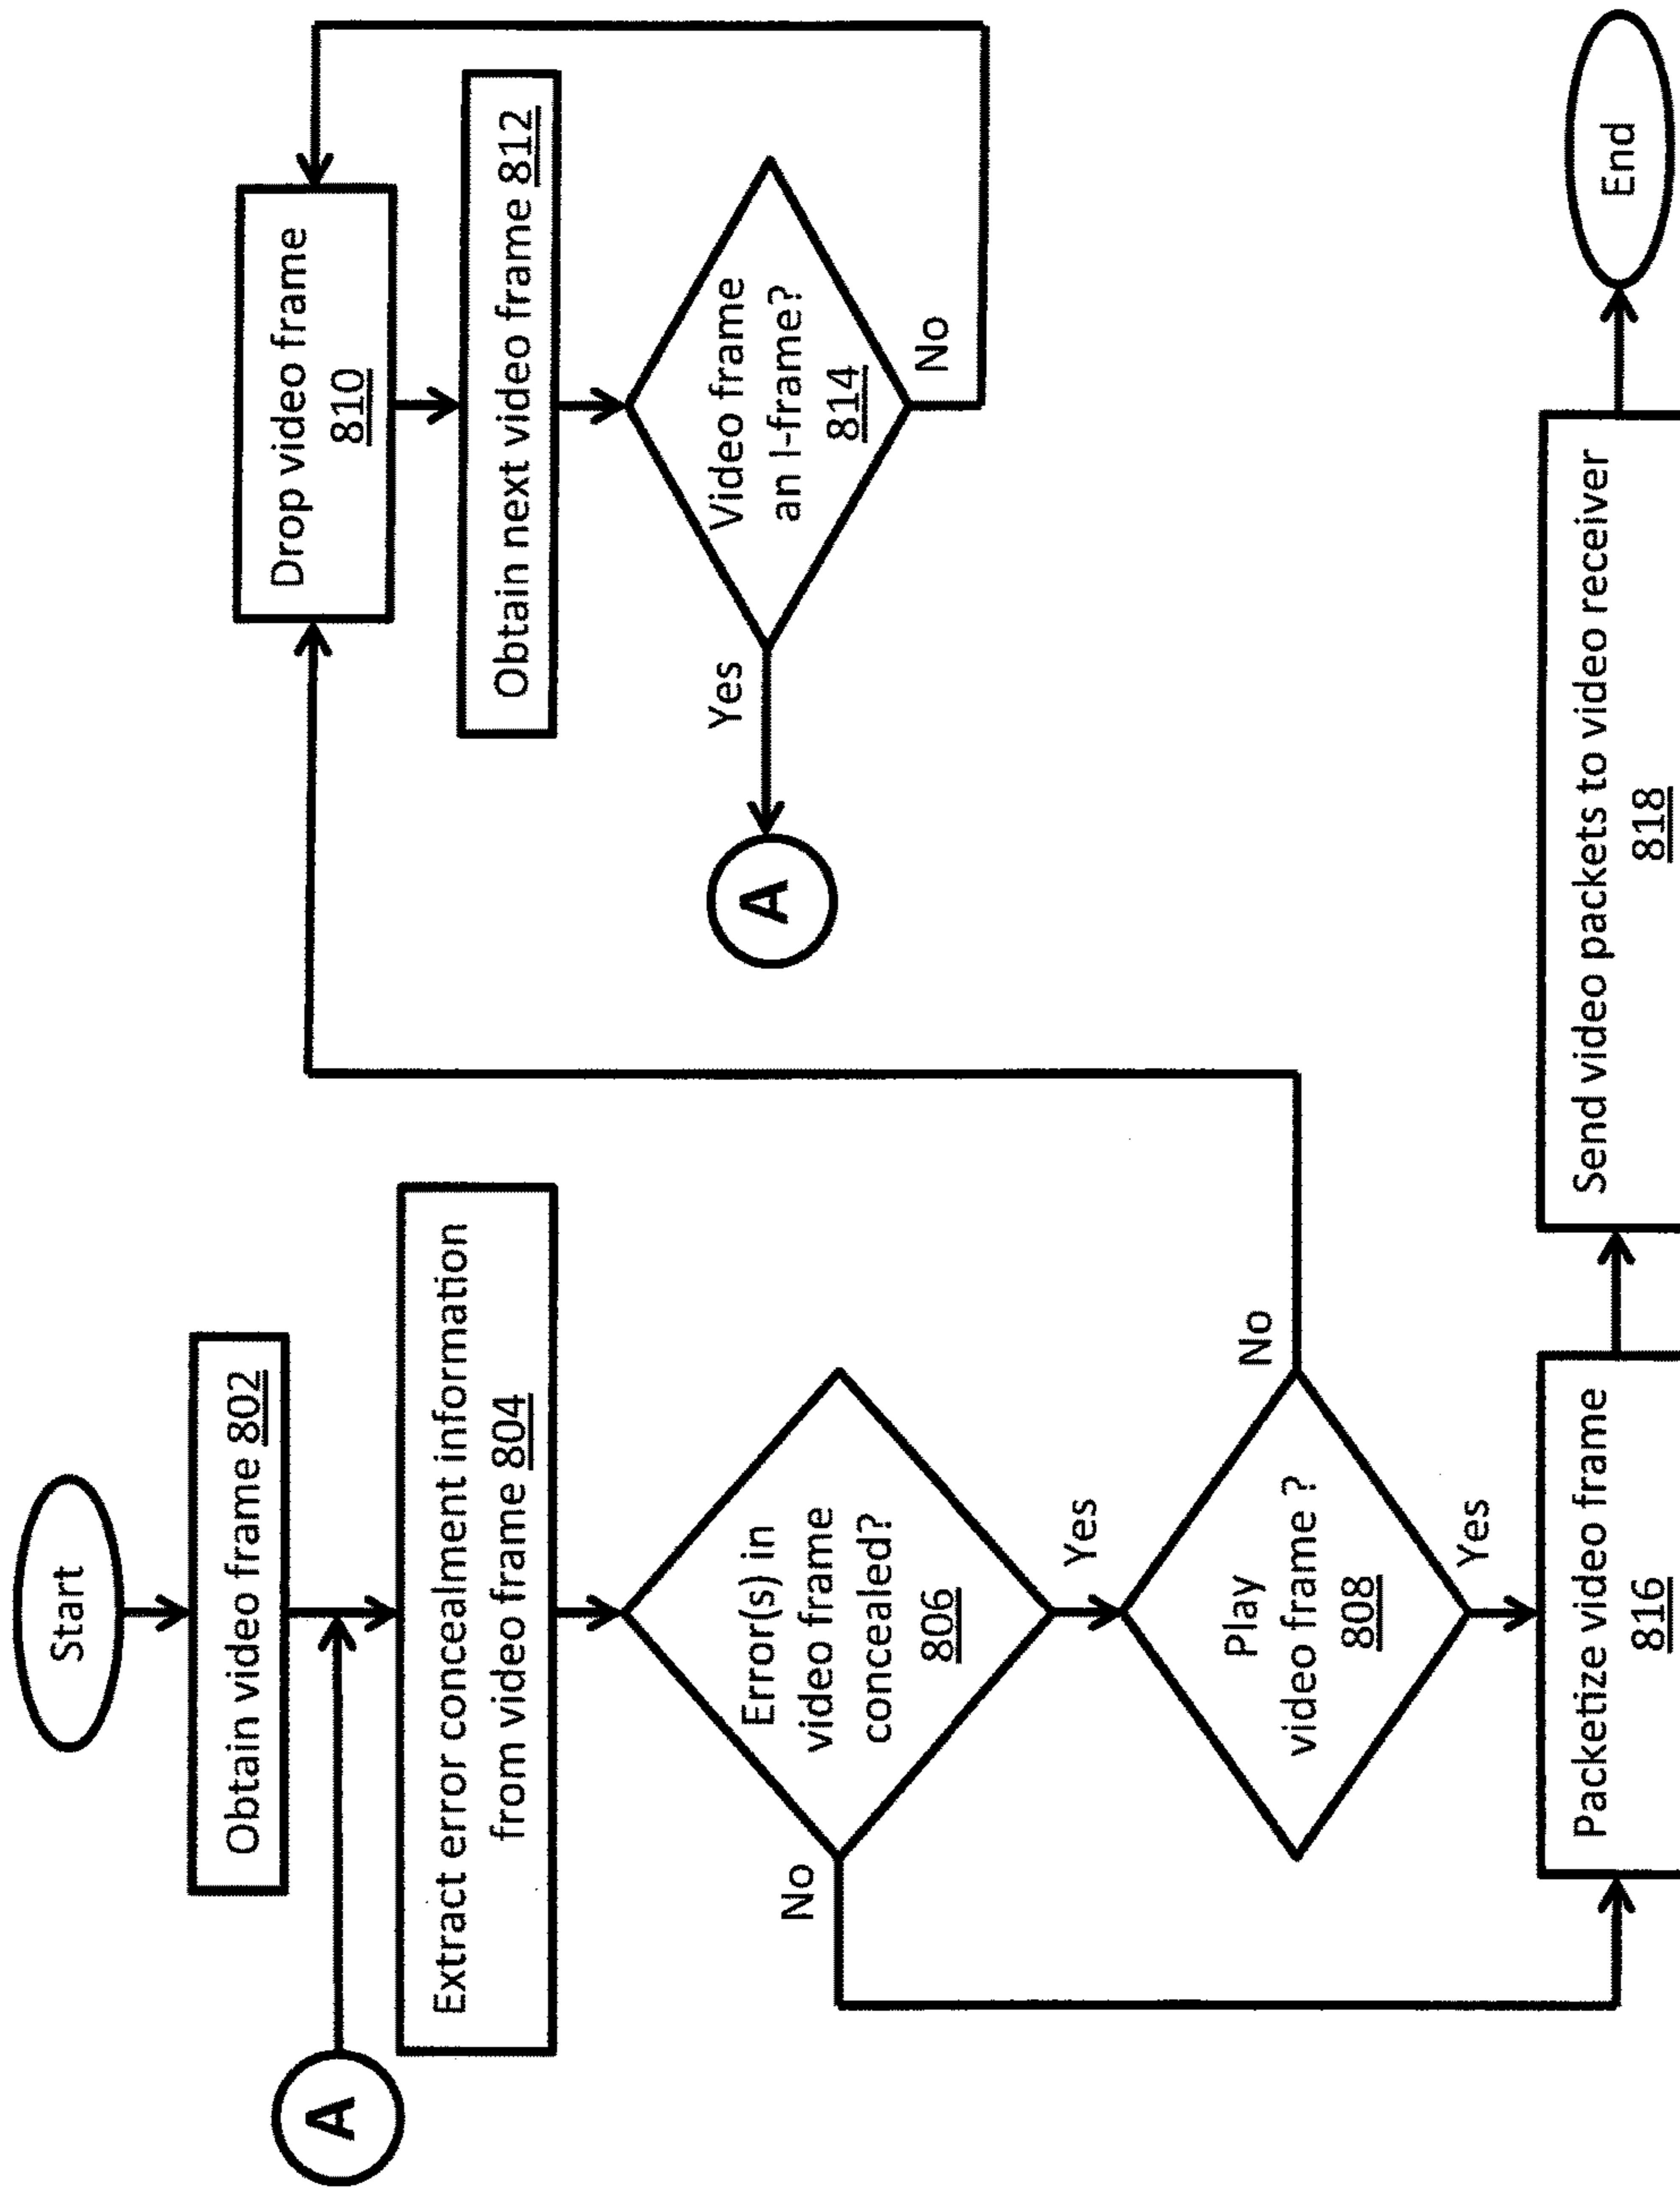 Start
Obtain video frame 802
A
Extract error concealment information
from video frame 804
Error(s) in
video frame
concealed?
806
No
Yes
Play
video frame ?
808
No
Yes
Drop video frame
810
Obtain next video frame 812
Video frame
an I-frame?
814
Yes
No
A
Packetize video frame
816
Send video packets to video receiver
818
End